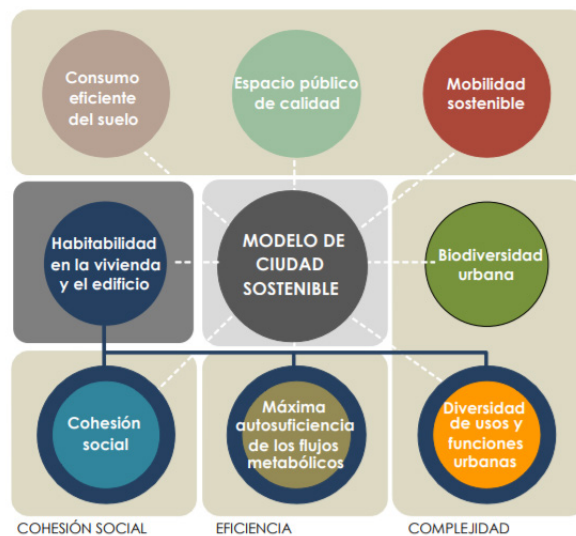 Consumo
eficiente
del suelo
Espacio público
de calidad
Mobilidad
sostenible
Habitabilidad
en la vivienda
y el edificio
MODELO DE
CIUDAD
SOSTENIBLE
Biodiversidad
urbana
Cohesión
social
Máxima
autosuficiencia
de los flujos
metabólicos
Diversidad
de usos y
funciones
urbanas
COHESIÓN SOCIAL
EFICIENCIA
COMPLEJIDAD